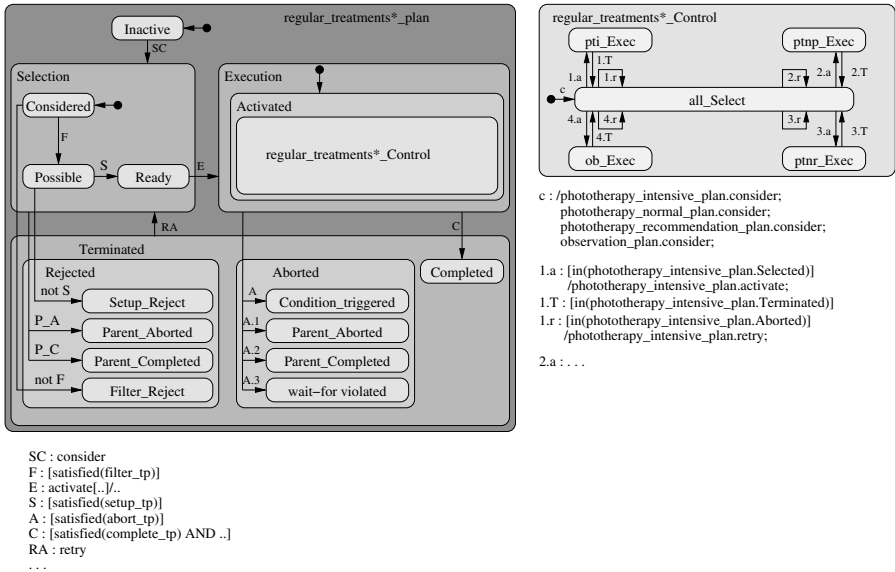 regular_treatments*_plan
Inactive
SC
Selection
Considered
F
Possible
S
Ready
E
Execution
Activated
regular_treatments*_Control
RA
C
Terminated
Rejected
not S
Setup_Reject
P_A
Parent_Aborted
P_C
Parent_Completed
not F
Filter_Reject
Aborted
A
Condition_triggered
A.1
Parent_Aborted
A.2
Parent_Completed
A.3
wait−for violated
Completed
SC : consider
F : [satisfied(filter_tp)]
E : activate[..]/..
S : [satisfied(setup_tp)]
A : [satisfied(abort_tp)]
C : [satisfied(complete_tp) AND ..]
RA : retry
. . .
regular_treatments*_Control
pti_Exec
ptnp_Exec
1.a
1.T
1.r
2.r
2.a
2.T
c
all_Select
4.a
4.r
4.T
3.r
3.a
3.T
ob_Exec
ptnr_Exec
c : /phototherapy_intensive_plan.consider;
phototherapy_normal_plan.consider;
phototherapy_recommendation_plan.consider;
observation_plan.consider;
1.a : [in(phototherapy_intensive_plan.Selected)]
/phototherapy_intensive_plan.activate;
1.T : [in(phototherapy_intensive_plan.Terminated)]
1.r : [in(phototherapy_intensive_plan.Aborted)]
/phototherapy_intensive_plan.retry;
2.a : . . .